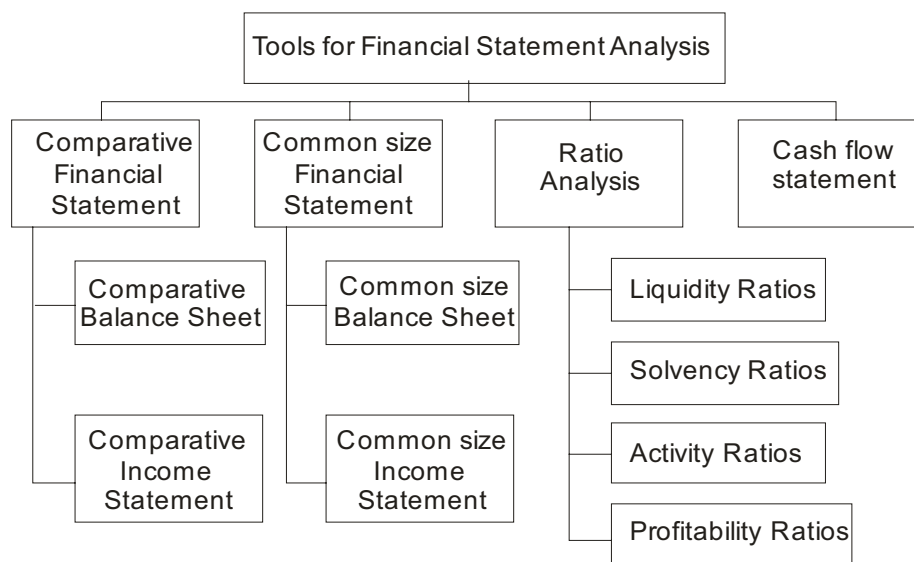 Tools for Financial Statement Analysis
Comparative
Financial
Statement
Common size
Financial
Statement
Ratio
Analysis
Cash flow
statement
Comparative
Balance Sheet
Common size
Balance Sheet
Liquidity Ratios
Solvency Ratios
Comparative
Income
Statement
Common size
Income
Statement
Activity Ratios
Profitability Ratios